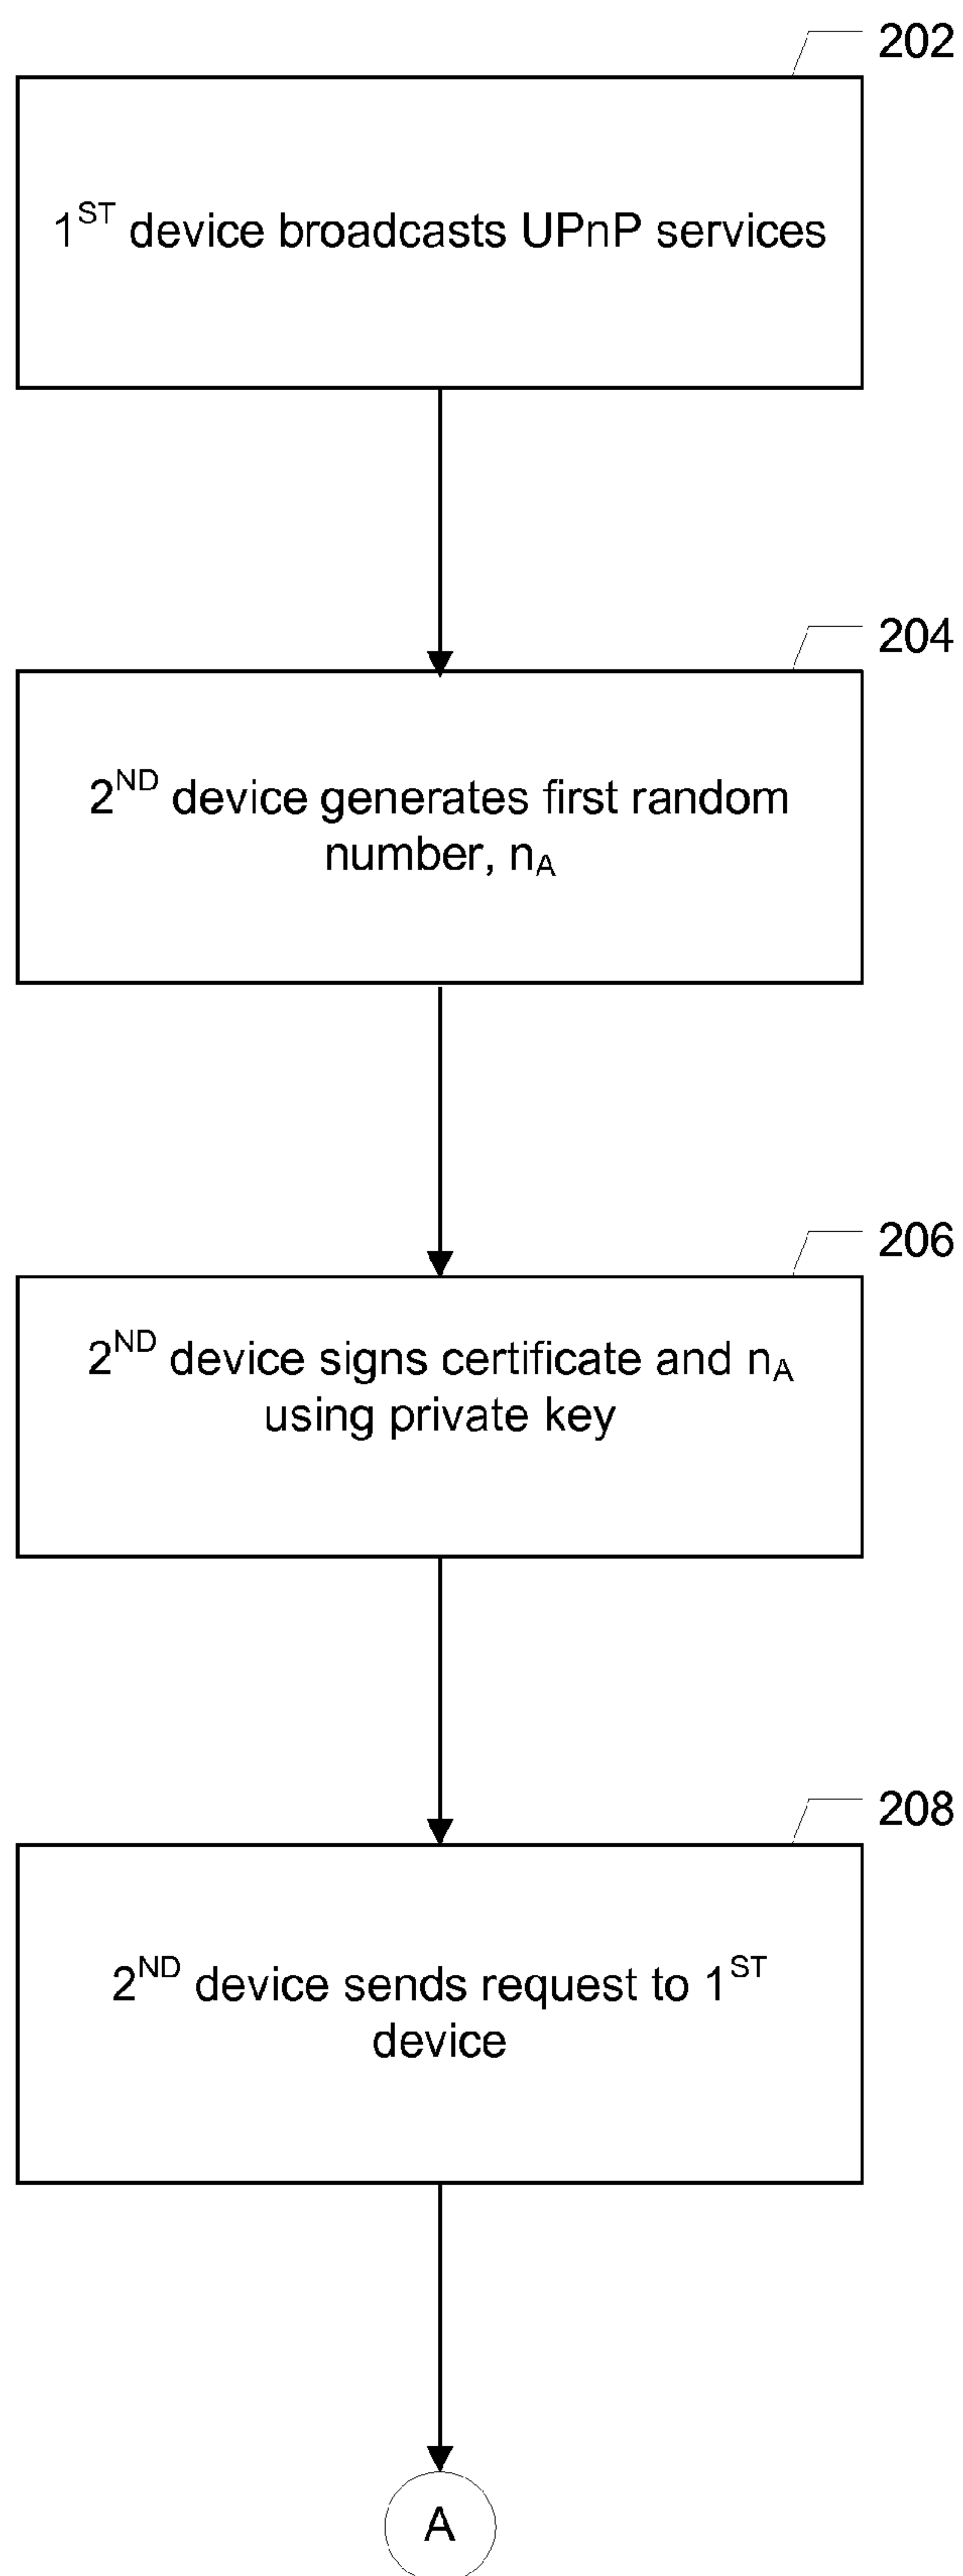 202
1ST device broadcasts UPnP services
204
2ND device generates first random
number, nA
206
2ND device signs certificate and nA
using private key
208
2ND device sends request to 1ST
device
A